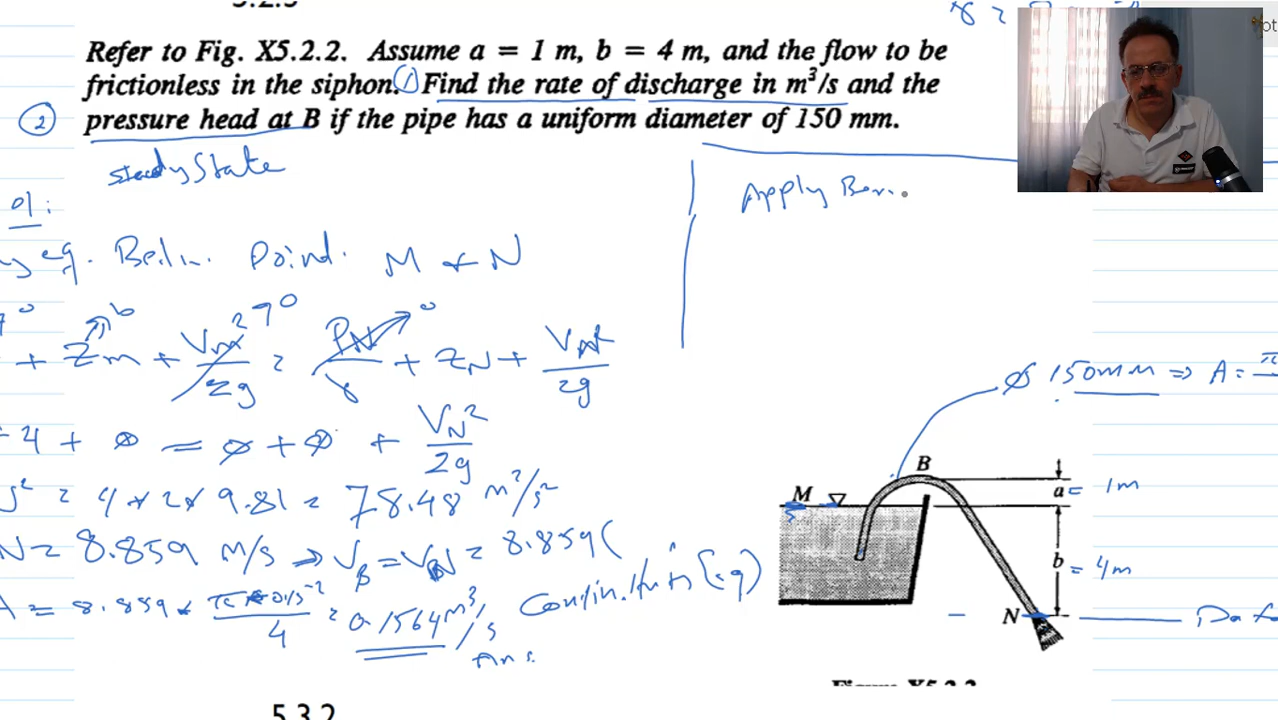 Refer to Fig. X5.2.2. Assume a = 1 m, b = 4 m, and the flow to be
frictionless in the siphon. (1) Find the rate of discharge in m³/s and the
(2) pressure head at B if the pipe has a uniform diameter of 150 mm.
steady State
eq. Point M & N
+ Zm + Vm²/2g = PN/γ + ZN + VN²/2g
4 + 0 = 0 + 0 + VN²/2g
= 4 * 2 * 9.81 = 78.48 m²/s²
N = 8.859 m/s => VB = VN = 8.859 (
A = 8.859 * π * 0.15²/4 = 0.1564 m³/s
Ans.
Apply Ber
ø 150mm => A = π
B
M
a = 1m
b = 4m
N
5.3.2